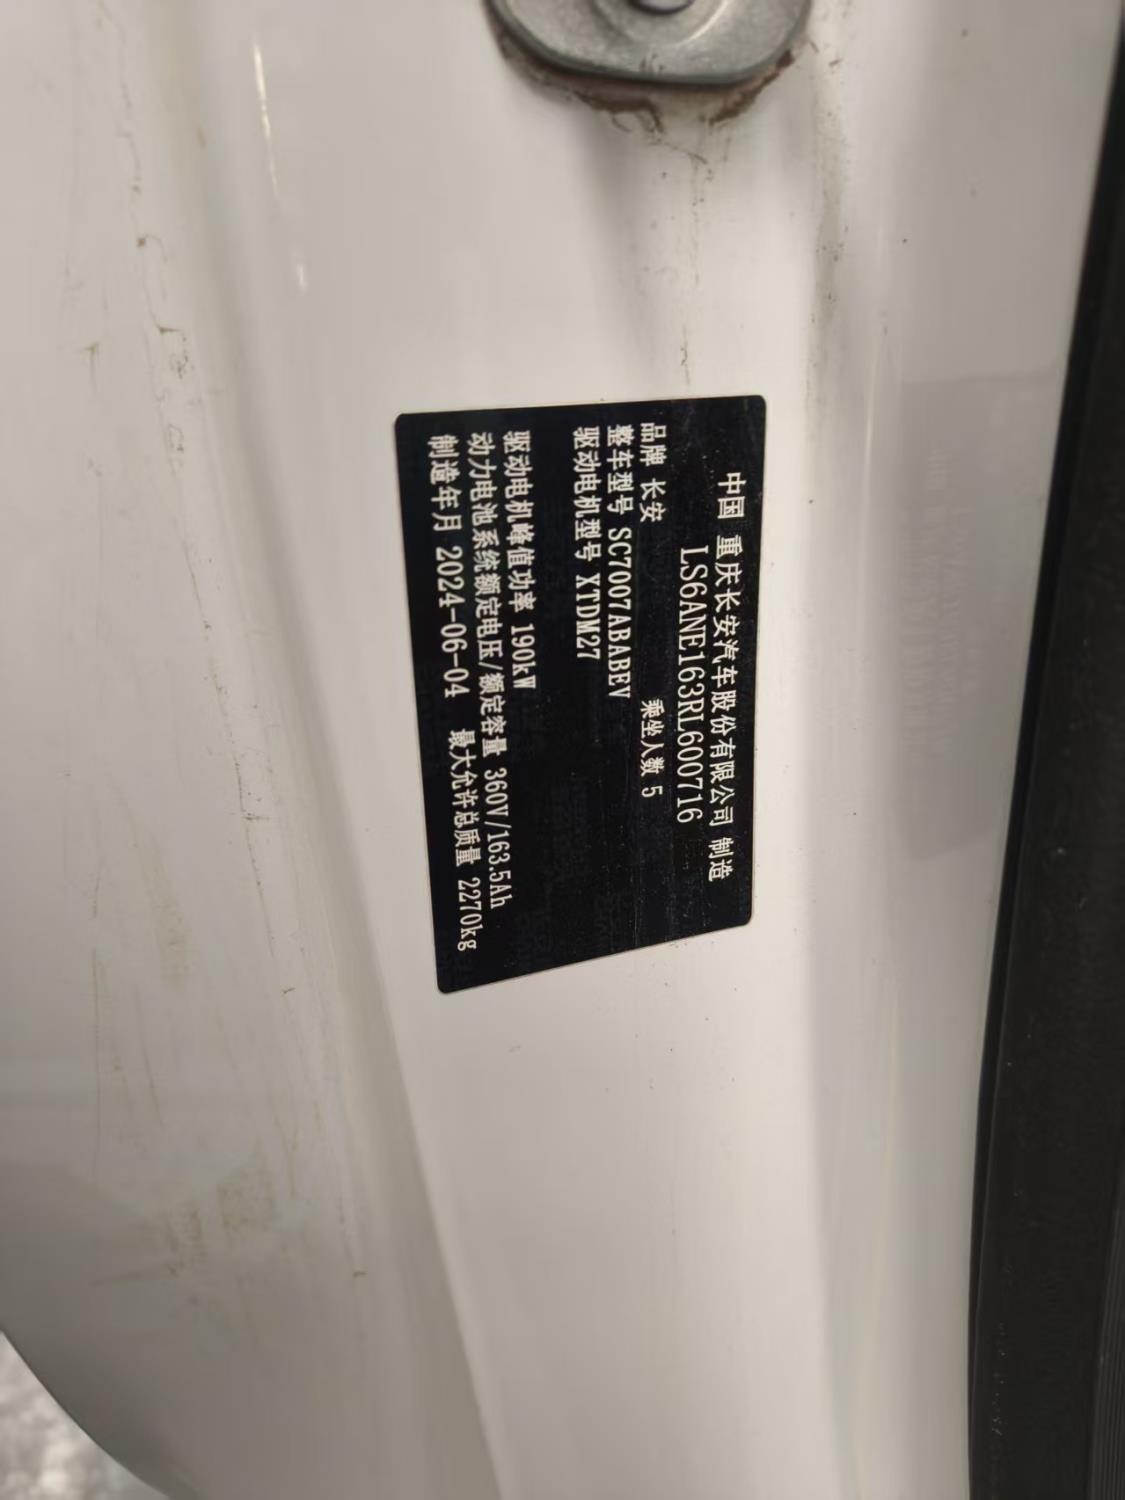 中国 重庆长安汽车股份有限公司 制造
LS6ANE163RL600716
品牌 长安 乘坐人数 5
整车型号 SC7007ABABEV
驱动电机型号 XTDM27
驱动电机峰值功率 190kW
动力电池系统额定电压/额定容量 360V/163.5Ah
制造年月 2024-06-04 最大允许总质量 2270kg